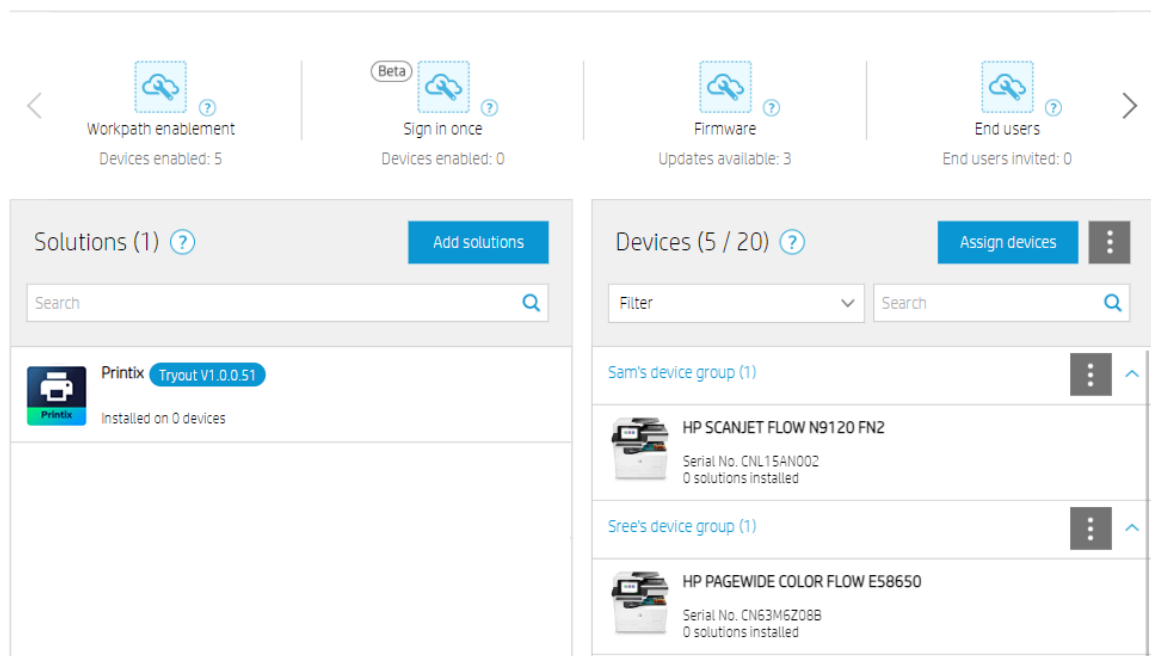 Beta
Workpath enablement
Sign in once
Firmware
End users
Devices enabled: 5
Devices enabled: 0
Updates available: 3
End users invited: 0
Solutions (1)
?
Add solutions
Search
Printix
Tryout V1.0.0.51
Installed on 0 devices
Printix
Devices (5 / 20)
?
Assign devices
Filter
Search
Sam's device group (1)
HP SCANJET FLOW N9120 FN2
Serial No. CNL15AN002
0 solutions installed
Sree's device group (1)
HP PAGEWIDE COLOR FLOW E58650
Serial No. CN63M6Z08B
0 solutions installed